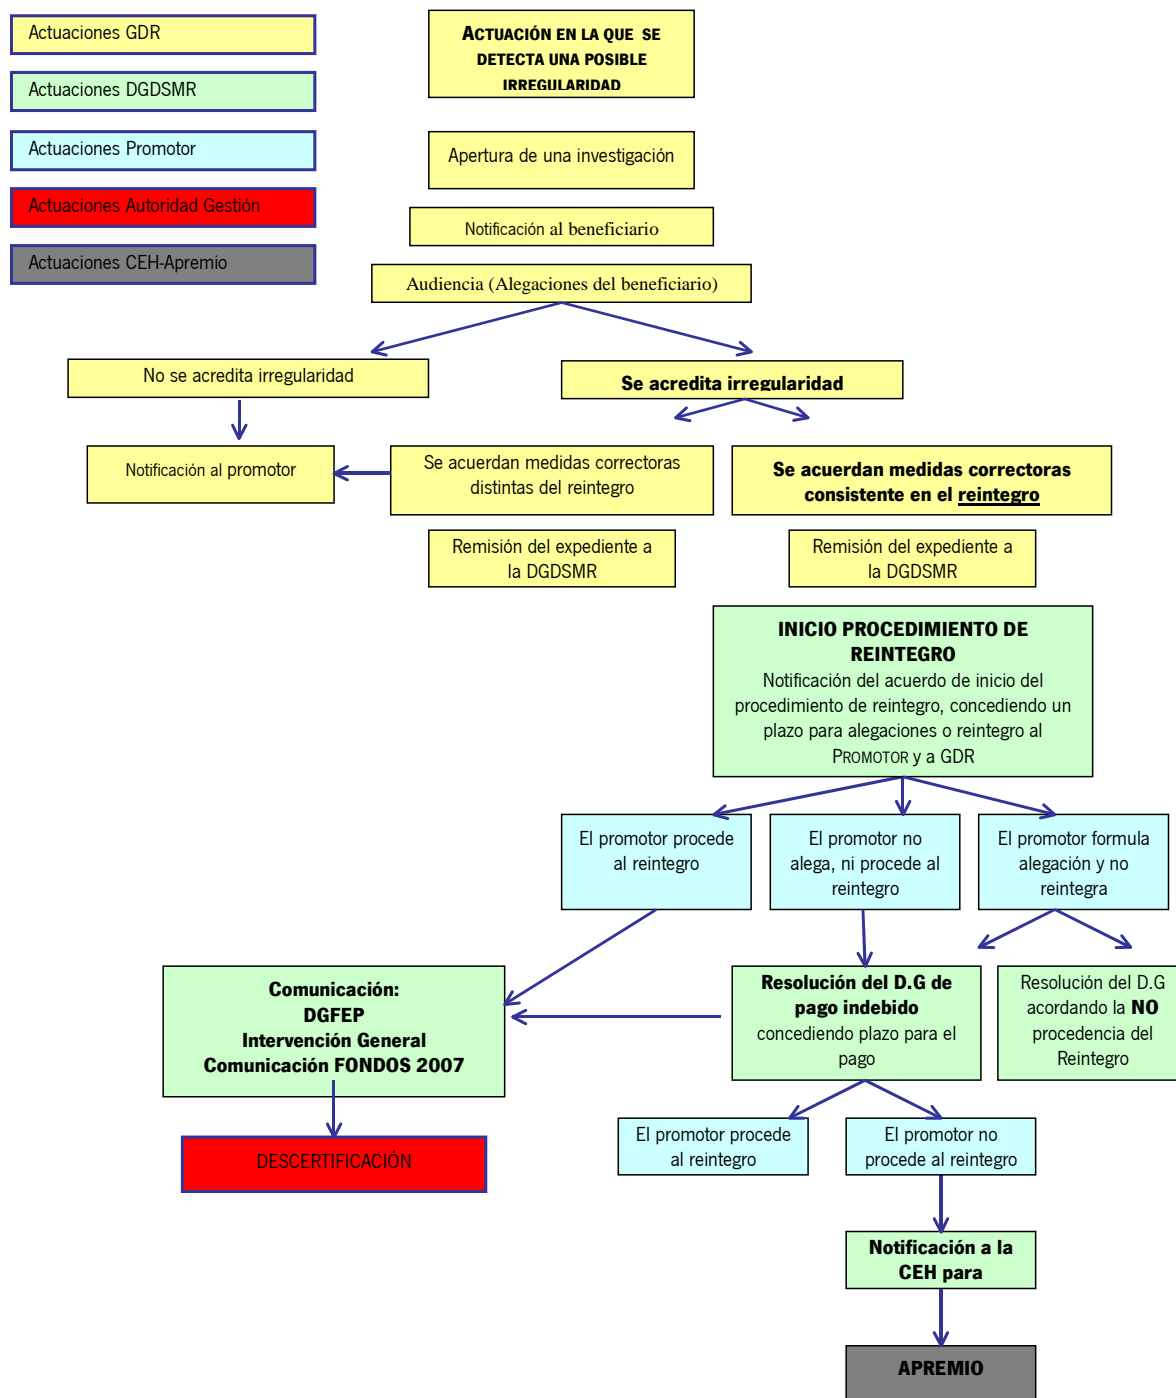 Actuaciones GDR
Actuaciones DGDSMR
Actuaciones Promotor
Actuaciones Autoridad Gestión
Actuaciones CEH-Apremio
ACTUACIÓN EN LA QUE SE
DETECTA UNA POSIBLE
IRREGULARIDAD
Apertura de una investigación
Notificación al beneficiario
Audiencia (Alegaciones del beneficiario)
No se acredita irregularidad
Se acredita irregularidad
Notificación al promotor
Se acuerdan medidas correctoras
distintas del reintegro
Se acuerdan medidas correctoras
consistente en el reintegro
Remisión del expediente a
la DGDSMR
Remisión del expediente a
la DGDSMR
INICIO PROCEDIMIENTO DE
REINTEGRO
Notificación del acuerdo de inicio del
procedimiento de reintegro, concediendo un
plazo para alegaciones o reintegro al
PROMOTOR y a GDR
El promotor procede
al reintegro
El promotor no
alega, ni procede al
reintegro
El promotor formula
alegación y no
reintegra
Comunicación:
DGFEP
Intervención General
Comunicación FONDOS 2007
Resolución del D.G de
pago indebido
concediendo plazo para el
pago
Resolución del D.G
acordando la NO
procedencia del
Reintegro
DESCERTIFICACIÓN
El promotor procede
al reintegro
El promotor no
procede al reintegro
Notificación a la
CEH para
APREMIO